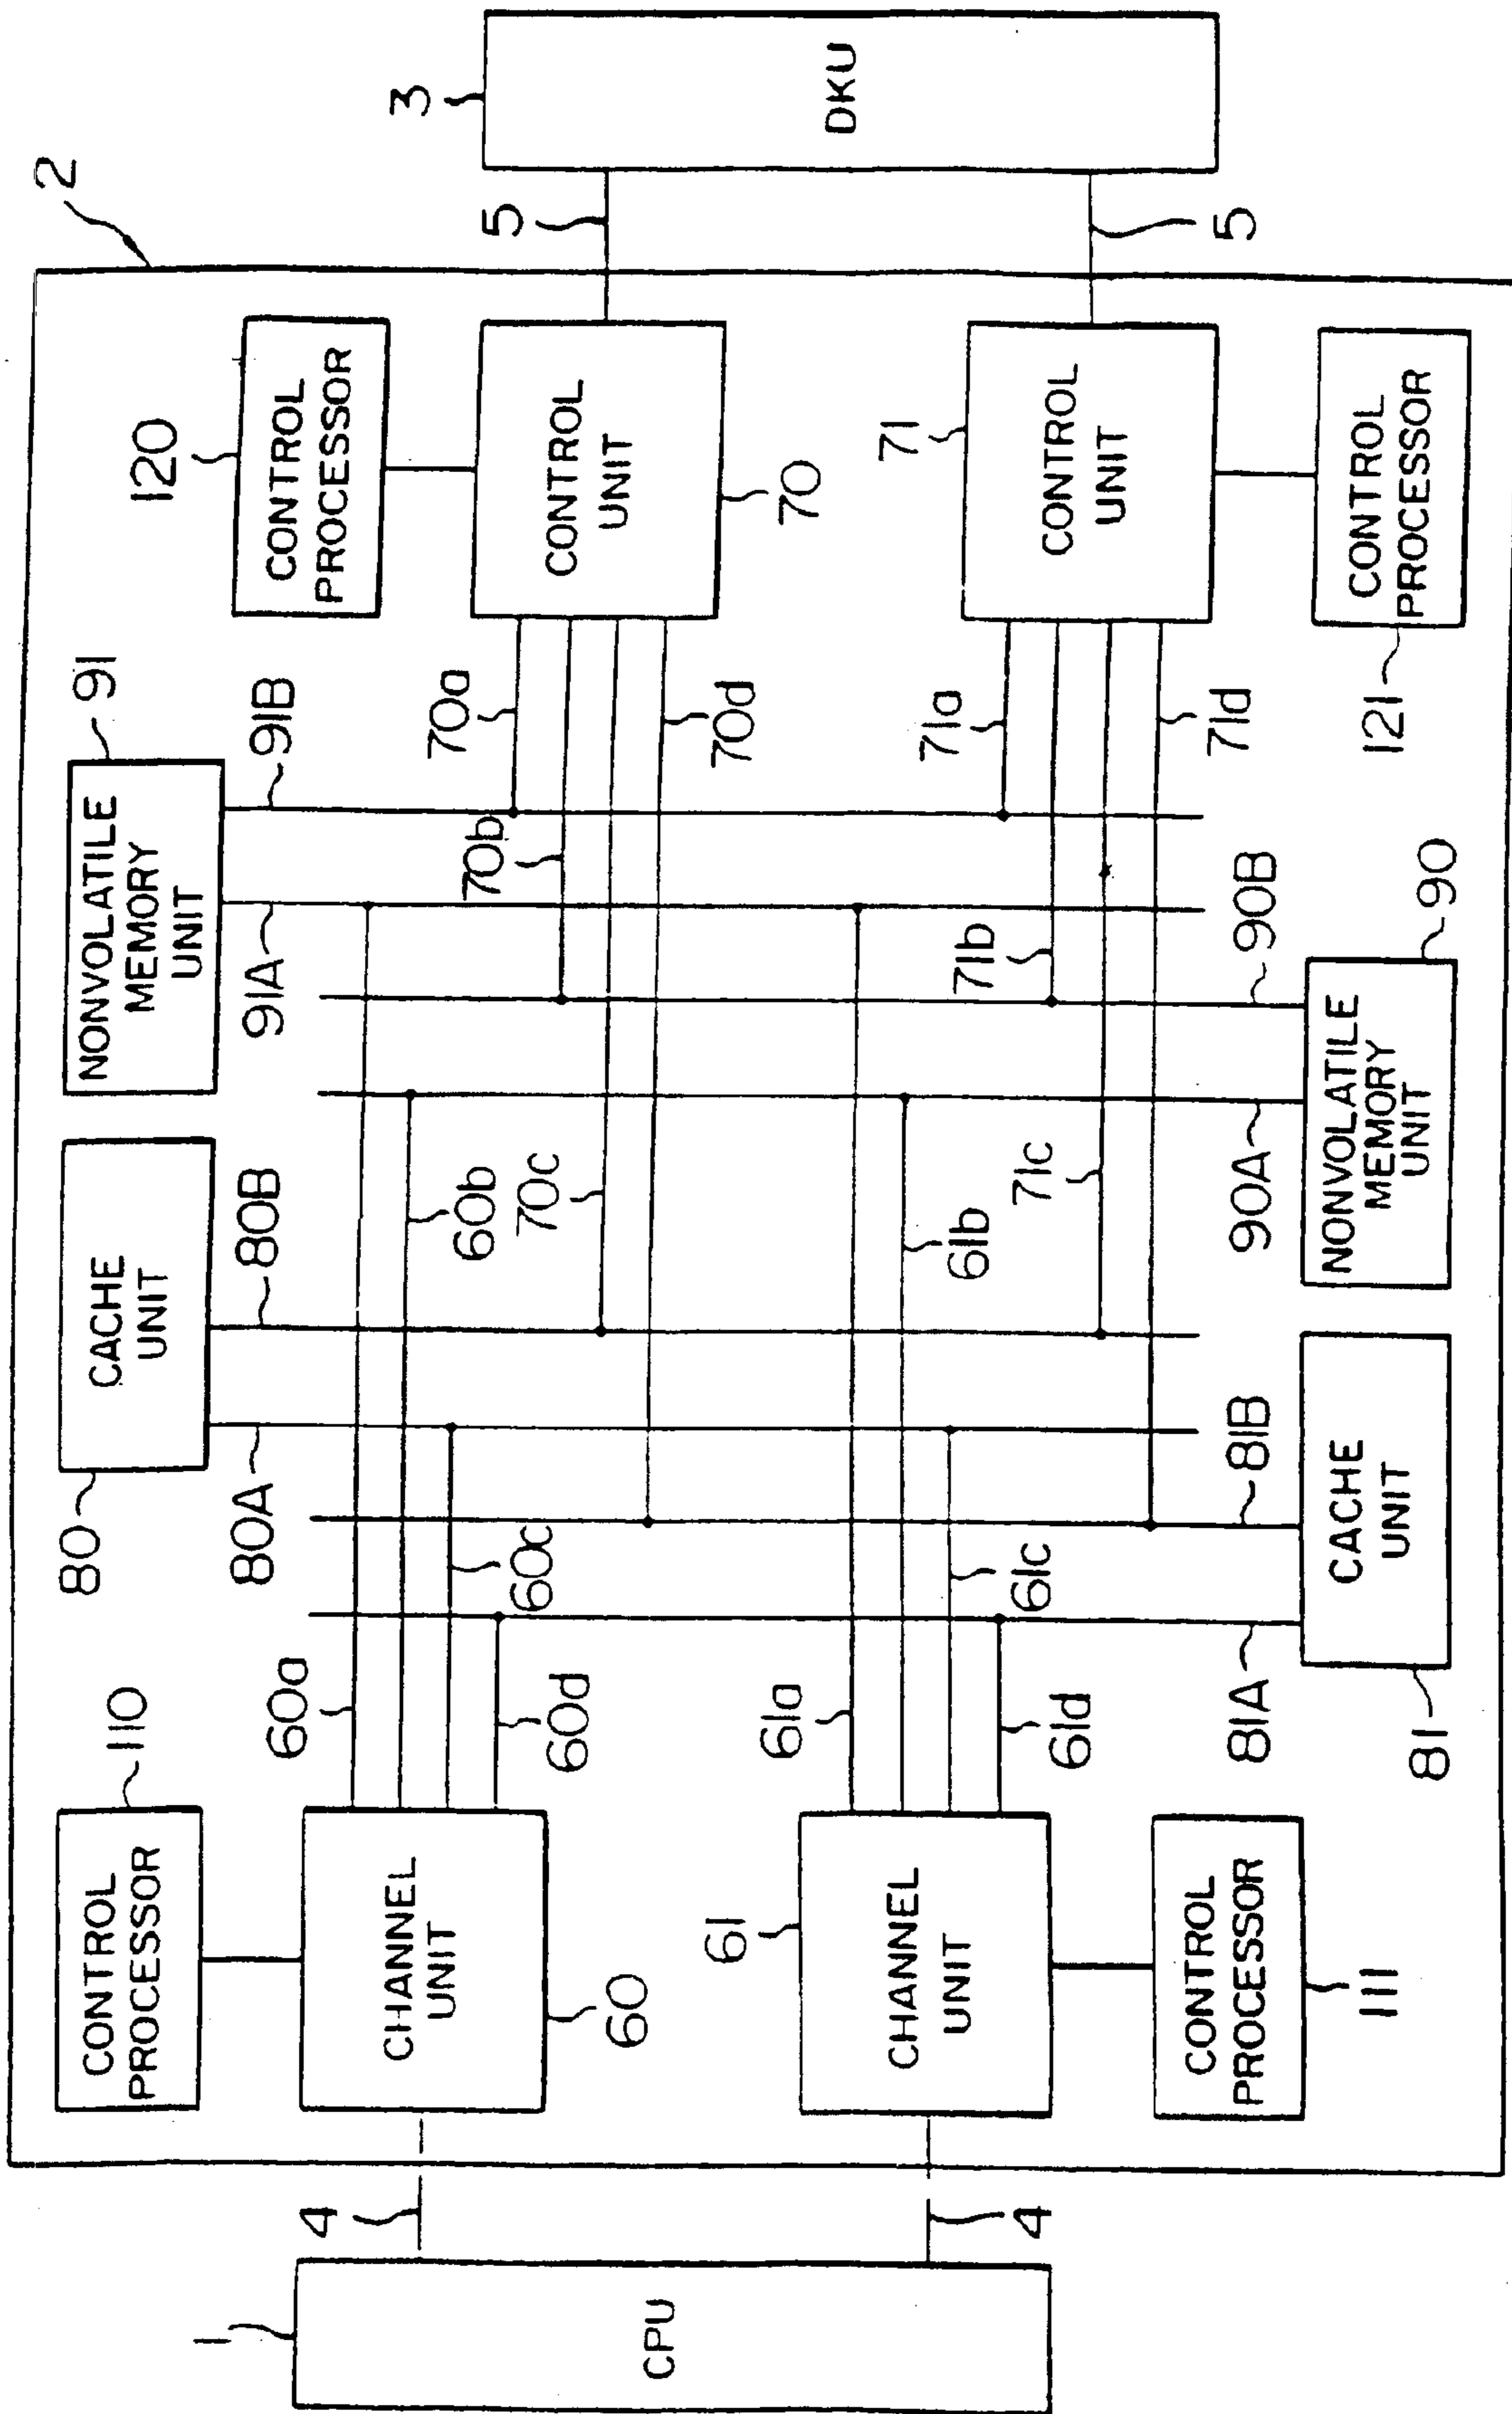 2
3
DKU
5
5
120
CONTROL
PROCESSOR
CONTROL
UNIT
70
71
CONTROL
UNIT
CONTROL
PROCESSOR
121
NONVOLATILE
MEMORY
UNIT
91
91B
91A
70a
70b
70c
70d
71a
71b
71c
71d
90B
90A
90
NONVOLATILE
MEMORY
UNIT
CACHE
UNIT
80
80B
80A
60b
61b
60c
61c
81B
81A
CACHE
UNIT
81
60a
60d
61a
61d
110
CONTROL
PROCESSOR
CHANNEL
UNIT
60
61
CHANNEL
UNIT
CONTROL
PROCESSOR
111
4
4
1
CPU